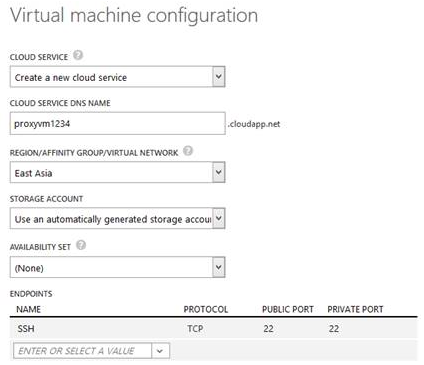 Virtual machine configuration
CLOUD SERVICE ?
Create a new cloud service
CLOUD SERVICE DNS NAME
proxyvm1234 .cloudapp.net
REGION/AFFINITY GROUP/VIRTUAL NETWORK ?
East Asia
STORAGE ACCOUNT
Use an automatically generated storage accou
AVAILABILITY SET ?
(None)
ENDPOINTS
NAME PROTOCOL PUBLIC PORT PRIVATE PORT
SSH TCP 22 22
ENTER OR SELECT A VALUE